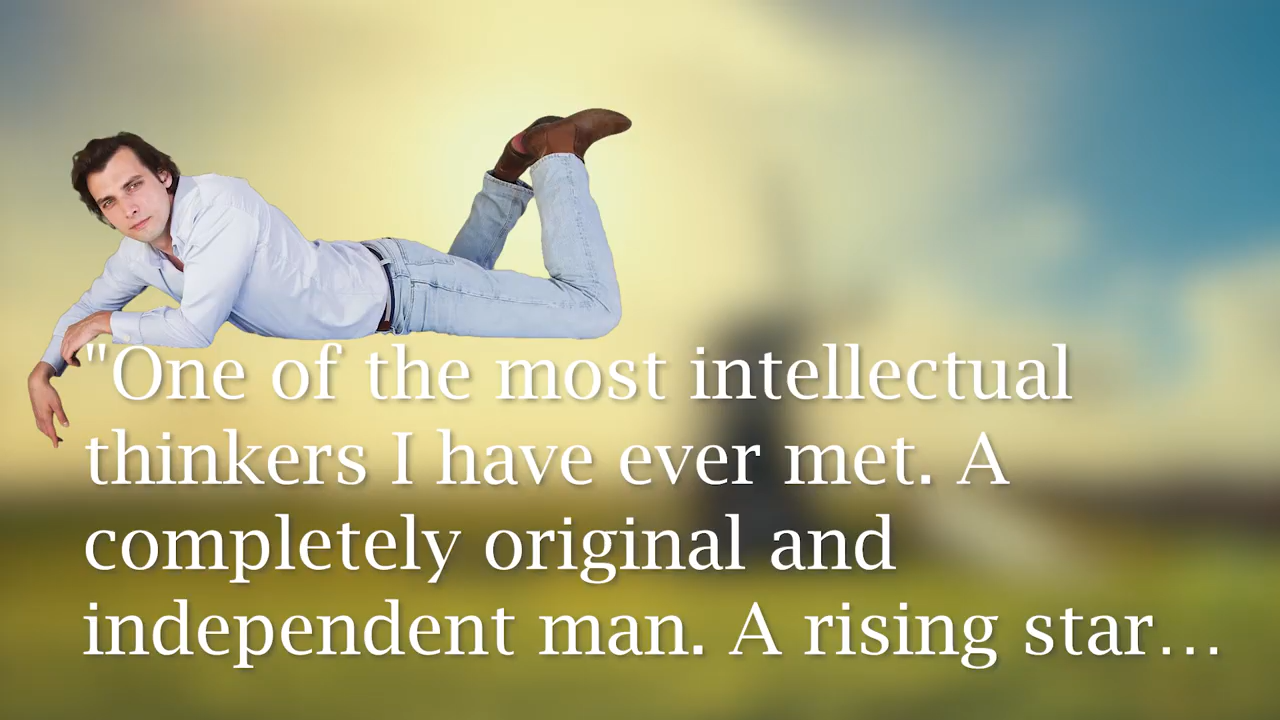 "One of the most intellectual
thinkers I have ever met. A
completely original and
independent man. A rising star…